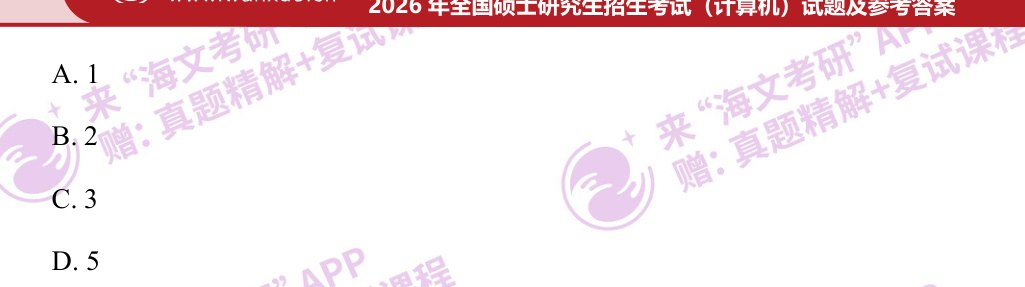 2026 年全国硕士研究生招生考试（计算机）试题及参考答案
A. 1
来“海文考研
赠：真题精解+复试课
来“海文考研”APP
赠：真题精解+复试课程
B. 2
C. 3
D. 5
”APP
课程